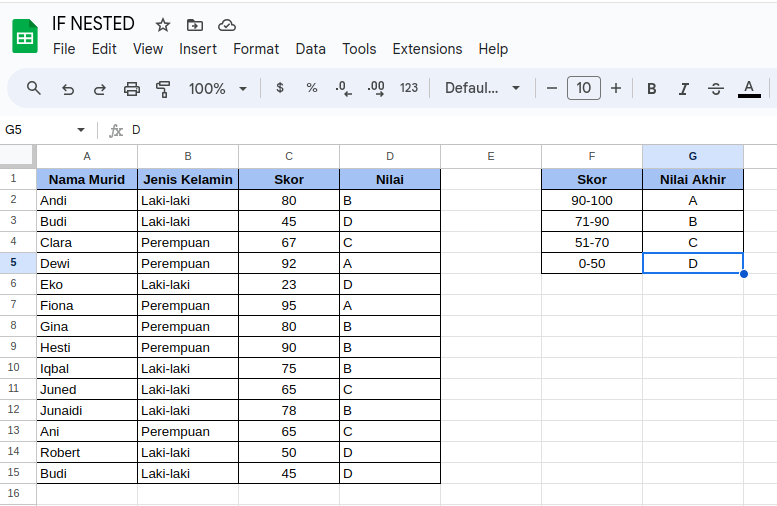 IF NESTED
File Edit View Insert Format Data Tools Extensions Help
100% $ % .0 .00 123 Defaul... 10 B I S A
G5 fx D
A B C D E F G
1 Nama Murid Jenis Kelamin Skor Nilai Skor Nilai Akhir
2 Andi Laki-laki 80 B 90-100 A
3 Budi Laki-laki 45 D 71-90 B
4 Clara Perempuan 67 C 51-70 C
5 Dewi Perempuan 92 A 0-50 D
6 Eko Laki-laki 23 D
7 Fiona Perempuan 95 A
8 Gina Perempuan 80 B
9 Hesti Perempuan 90 B
10 Iqbal Laki-laki 75 B
11 Juned Laki-laki 65 C
12 Junaidi Laki-laki 78 B
13 Ani Perempuan 65 C
14 Robert Laki-laki 50 D
15 Budi Laki-laki 45 D
16